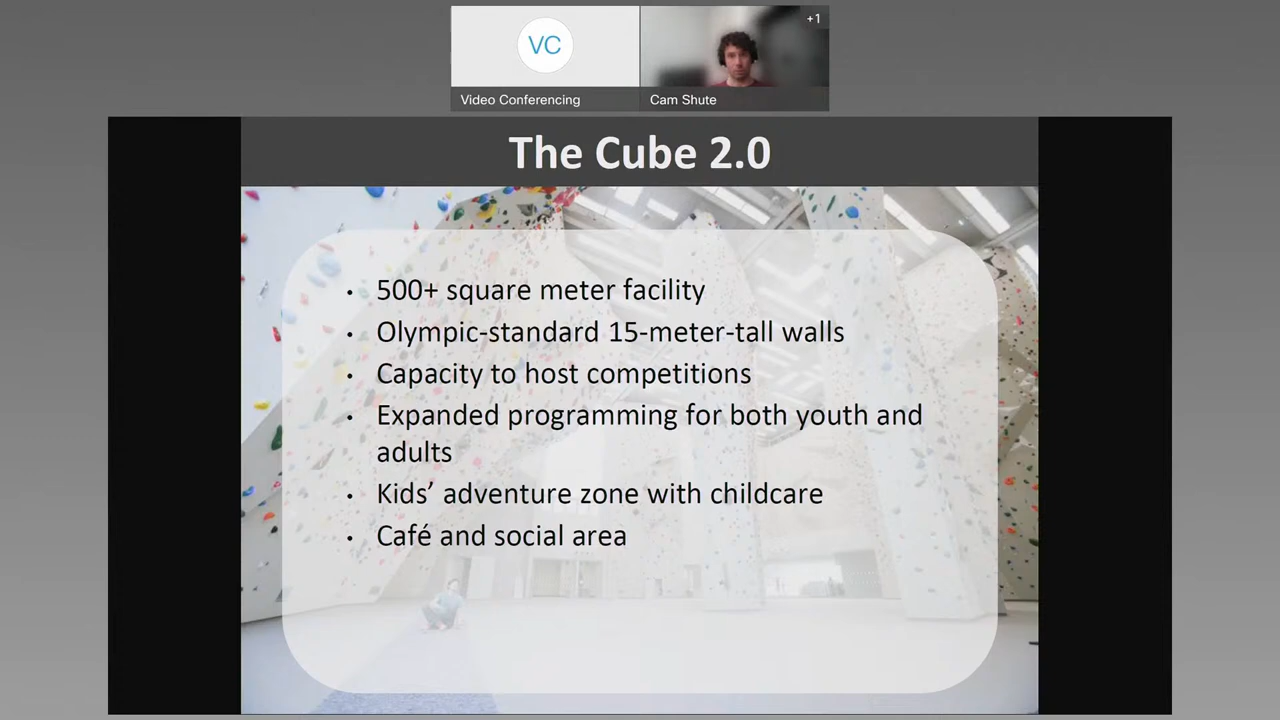 VC
+1
Video Conferencing
Cam Shute
The Cube 2.0
• 500+ square meter facility
• Olympic-standard 15-meter-tall walls
• Capacity to host competitions
• Expanded programming for both youth and
adults
• Kids’ adventure zone with childcare
• Café and social area